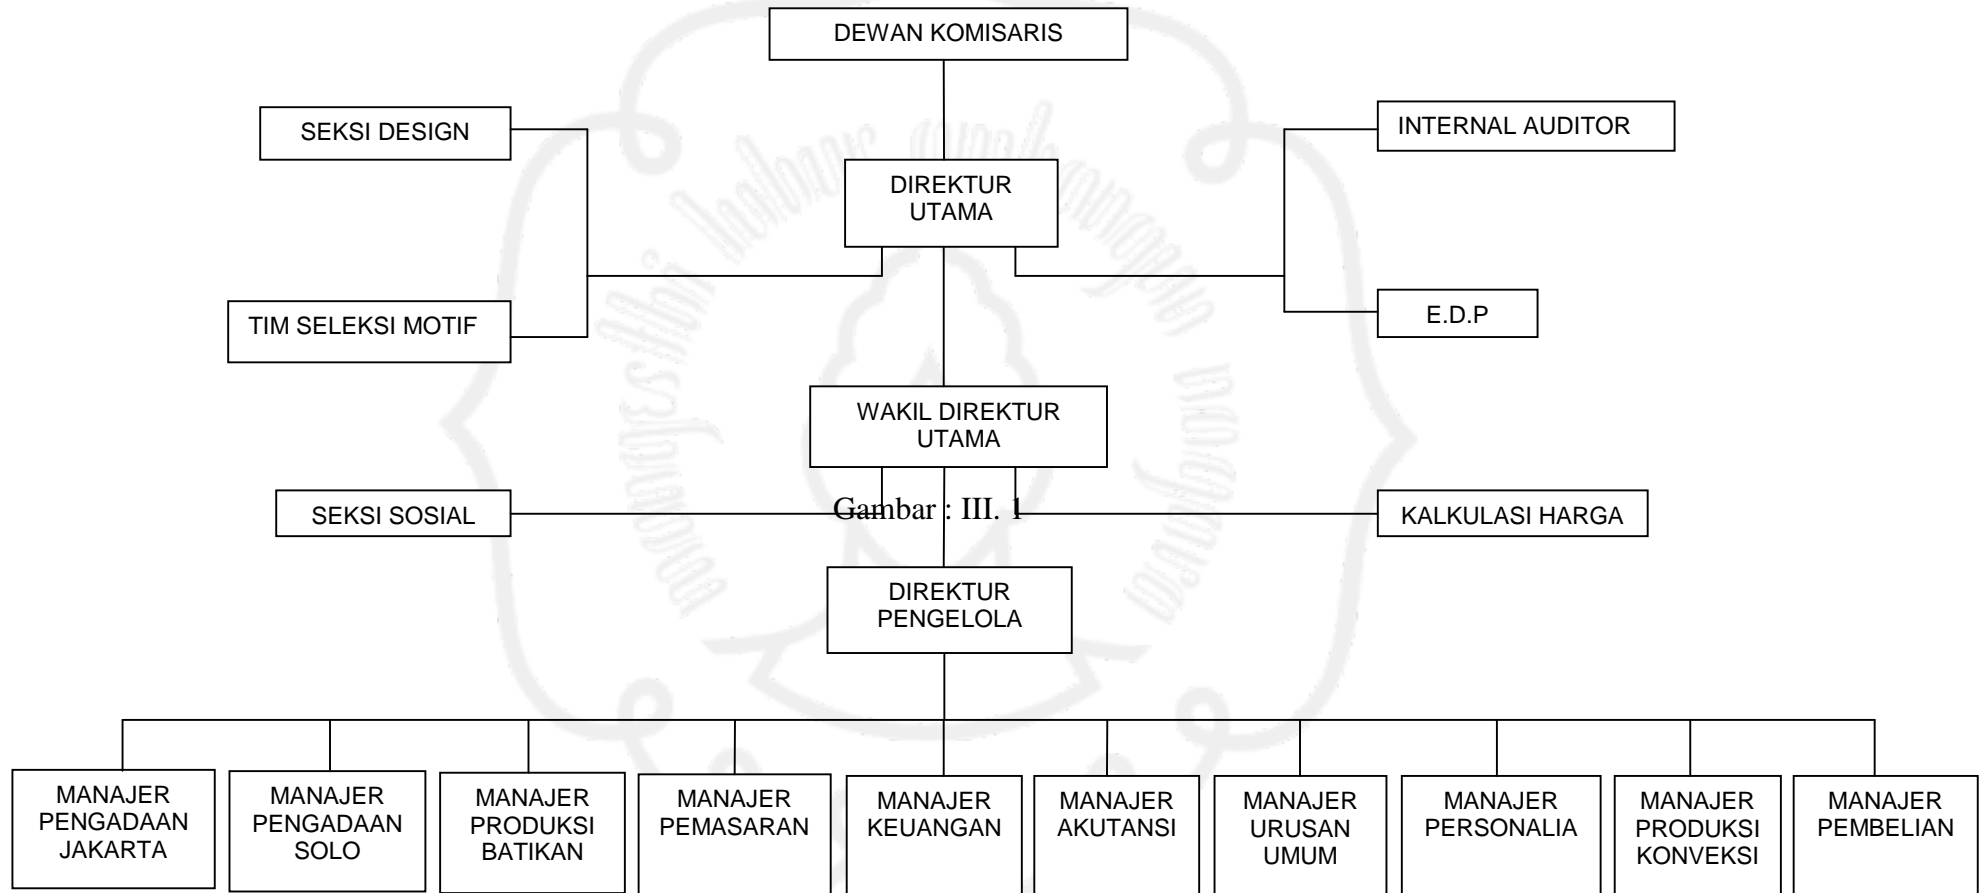 DEWAN KOMISARIS
SEKSI DESIGN
INTERNAL AUDITOR
DIREKTUR
UTAMA
TIM SELEKSI MOTIF
E.D.P
WAKIL DIREKTUR
UTAMA
SEKSI SOSIAL
Gambar : III. 1
KALKULASI HARGA
DIREKTUR
PENGELOLA
MANAJER
PENGADAAN
JAKARTA
MANAJER
PENGADAAN
SOLO
MANAJER
PRODUKSI
BATIKAN
MANAJER
PEMASARAN
MANAJER
KEUANGAN
MANAJER
AKUTANSI
MANAJER
URUSAN
UMUM
MANAJER
PERSONALIA
MANAJER
PRODUKSI
KONVEKSI
MANAJER
PEMBELIAN